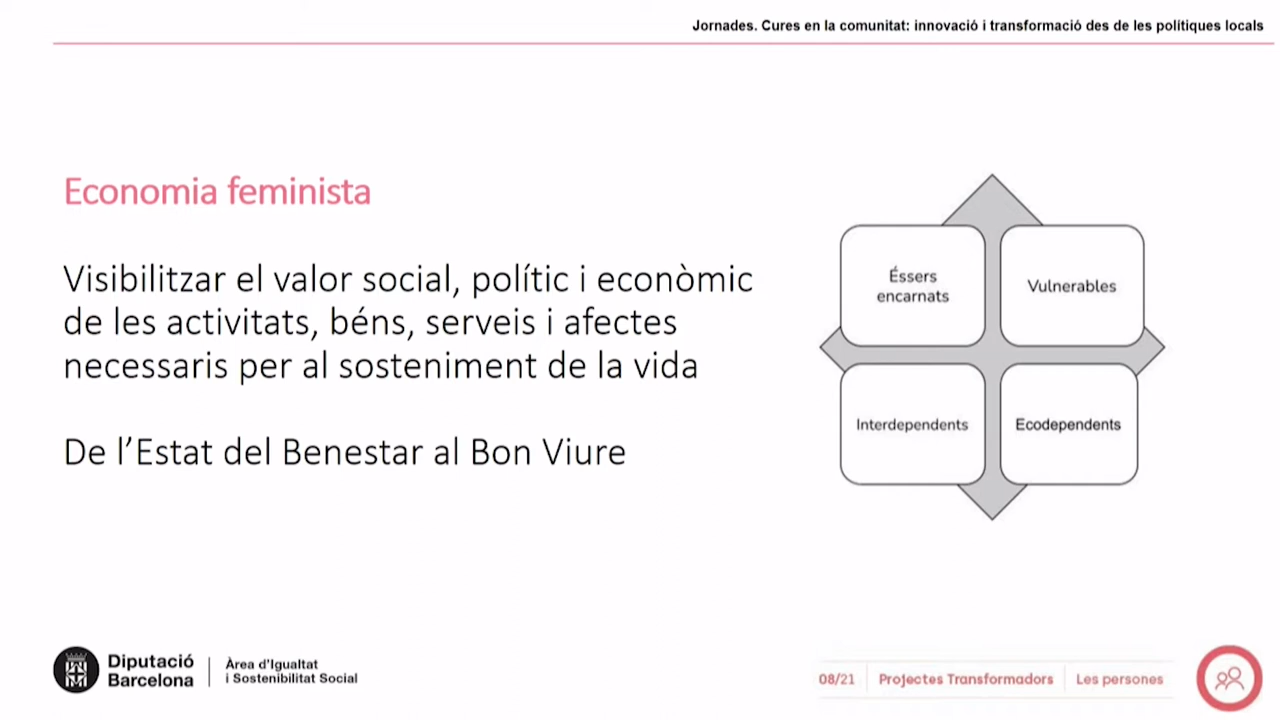 Jornades. Cures en la comunitat: innovació i transformació des de les polítiques locals
Economia feminista
Visibilitzar el valor social, polític i econòmic
de les activitats, béns, serveis i afectes
necessaris per al sosteniment de la vida
De l’Estat del Benestar al Bon Viure
Éssers
encarnats
Vulnerables
Interdependents
Ecodependents
Diputació
Barcelona
Àrea d’Igualtat
i Sostenibilitat Social
08/21
Projectes Transformadors
Les persones